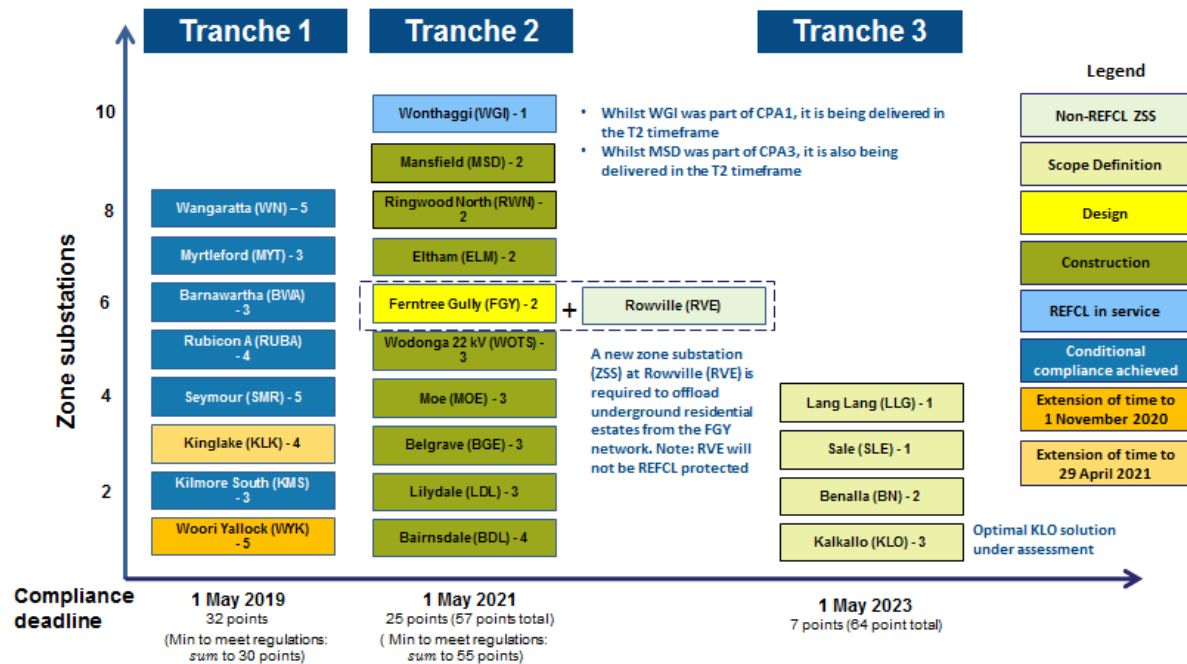 Tranche 1
Tranche 2
Tranche 3
Zone substations
10
8
6
4
2
Wangaratta (WN) – 5
Myrtleford (MYT) - 3
Barnawartha (BWA)
- 3
Rubicon A (RUBA)
- 4
Seymour (SMR) - 5
Kinglake (KLK) - 4
Kilmore South (KMS)
- 3
Woori Yallock (WYK)
- 5
Wonthaggi (WGI) - 1
Mansfield (MSD) - 2
Ringwood North (RWN) -
2
Eltham (ELM) - 2
Ferntree Gully (FGY) - 2
+
Rowville (RVE)
Wodonga 22 kV (WOTS) -
3
Moe (MOE) - 3
Belgrave (BGE) - 3
Lilydale (LDL) - 3
Bairnsdale (BDL) - 4
• Whilst WGI was part of CPA1, it is being delivered in
the T2 timeframe
• Whilst MSD was part of CPA3, it is also being
delivered in the T2 timeframe
A new zone substation
(ZSS) at Rowville (RVE) is
required to offload
underground residential
estates from the FGY
network. Note: RVE will
not be REFCL protected
Lang Lang (LLG) - 1
Sale (SLE) - 1
Benalla (BN) - 2
Kalkallo (KLO) - 3
Optimal KLO solution
under assessment
Legend
Non-REFCL ZSS
Scope Definition
Design
Construction
REFCL in service
Conditional
compliance achieved
Extension of time to
1 November 2020
Extension of time to
29 April 2021
Compliance
deadline
1 May 2019
32 points
(Min to meet regulations:
sum to 30 points)
1 May 2021
25 points (57 points total)
( Min to meet regulations:
sum to 55 points)
1 May 2023
7 points (64 point total)